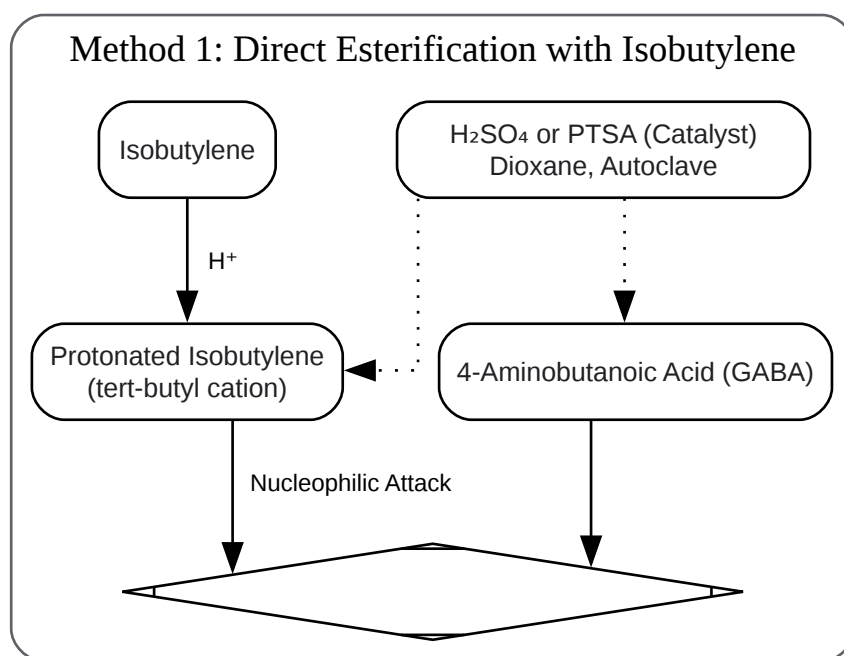 Method 1: Direct Esterification with Isobutylene
Isobutylene
H₂SO₄ or PTSA (Catalyst)
Dioxane, Autoclave
H⁺
Protonated Isobutylene
(tert-butyl cation)
4-Aminobutanoic Acid (GABA)
Nucleophilic Attack